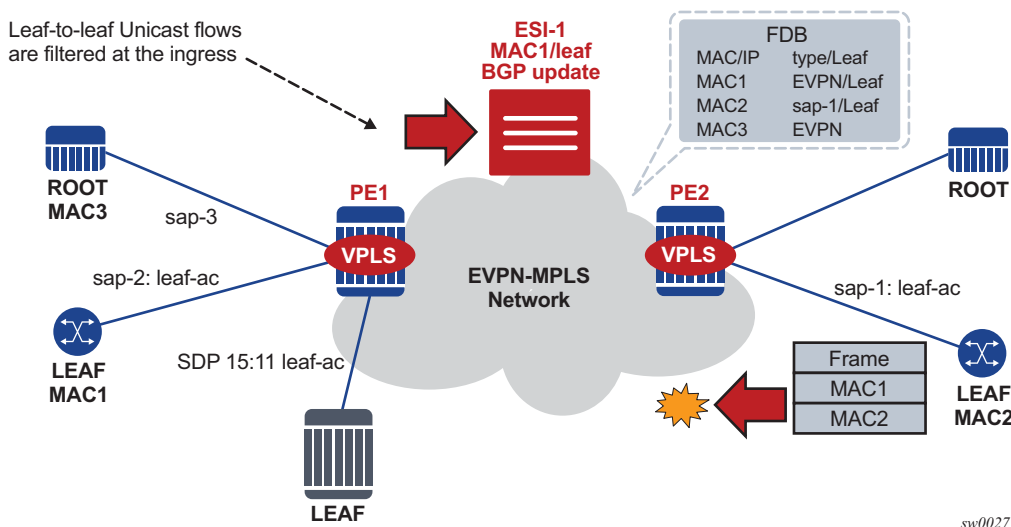 Leaf-to-leaf Unicast flows
are filtered at the ingress
ESI-1
MAC1/leaf
BGP update
FDB
MAC/IP type/Leaf
MAC1 EVPN/Leaf
MAC2 sap-1/Leaf
MAC3 EVPN
ROOT
MAC3
sap-3
PE1
VPLS
PE2
VPLS
ROOT
EVPN-MPLS
Network
sap-2: leaf-ac
sap-1: leaf-ac
LEAF
MAC1
SDP 15:11 leaf-ac
Frame
MAC1
MAC2
LEAF
MAC2
LEAF
sw0027